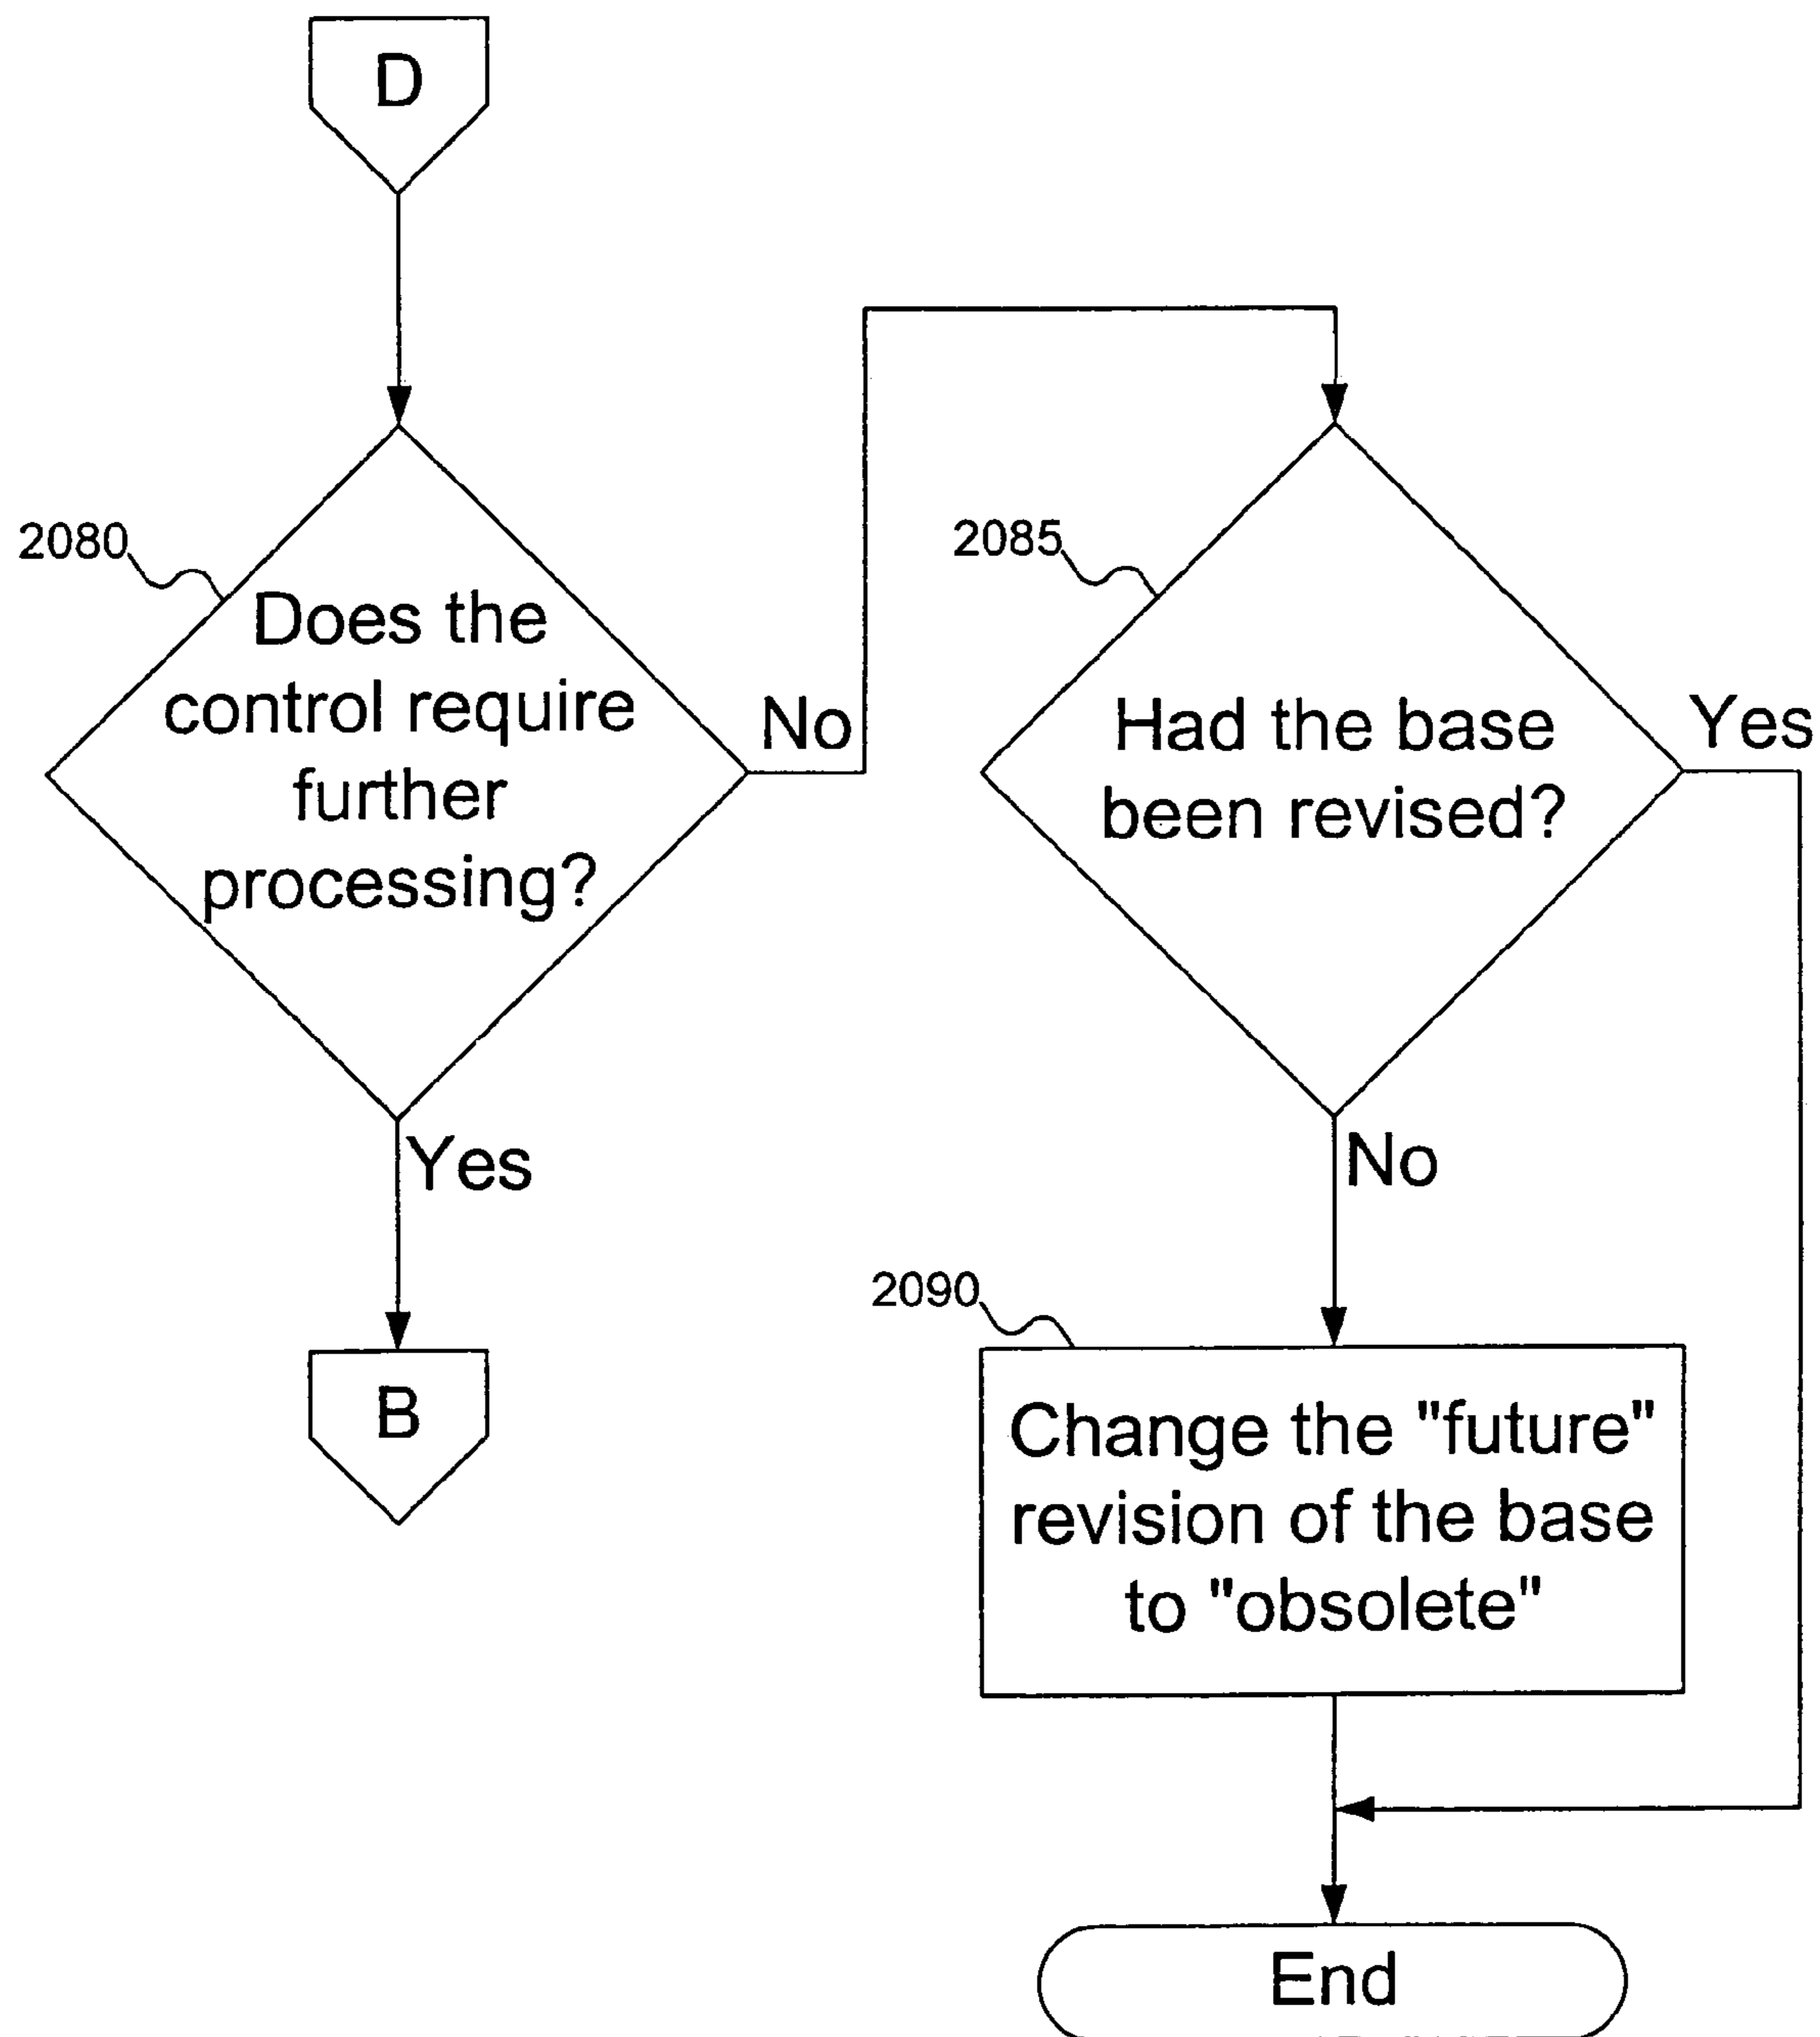 D
2080
Does the
control require
further
processing?
No
Yes
B
2085
Had the base
been revised?
Yes
No
2090
Change the "future"
revision of the base
to "obsolete"
End